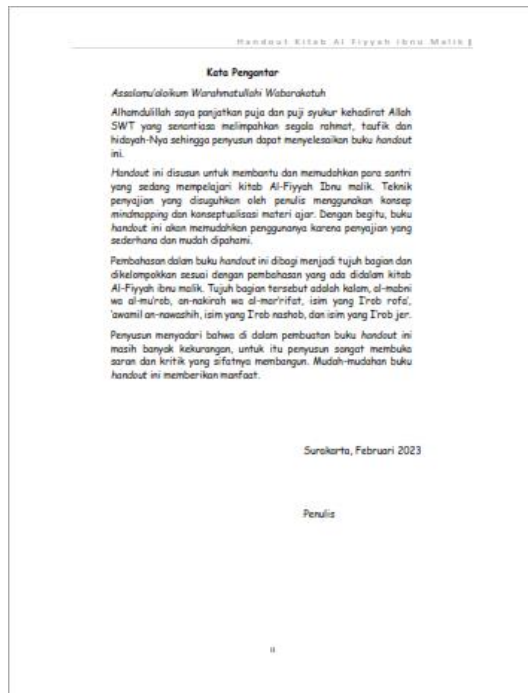 Handout Kitab Al Fiyyah ibnu Malik |
Kata Pengantar
Assalamu'alaikum Warahmatullahi Wabarakatuh
Alhamdulillah saya panjatkan puja dan puji syukur kehadirat Allah
SWT yang senantiasa melimpahkan segala rahmat, taufik dan
hidayah-Nya sehingga penyusun dapat menyelesaikan buku handout
ini.
Handout ini disusun untuk membantu dan memudahkan para santri
yang sedang mempelajari kitab Al-Fiyyah Ibnu malik. Teknik
penyajian yang disuguhkan oleh penulis menggunakan konsep
mindmapping dan konseptualisasi materi ajar. Dengan begitu, buku
handout ini akan memudahkan penggunanya karena penyajian yang
sederhana dan mudah dipahami.
Pembahasan dalam buku handout ini dibagi menjadi tujuh bagian dan
dikelompokkan sesuai dengan pembahasan yang ada didalam kitab
Al-Fiyyah ibnu malik. Tujuh bagian tersebut adalah kalam, al-mabni
wa al-mu'rob, an-nakirah wa al-mar'rifat, isim yang I'rob rofa',
'awamil an-nawashih, isim yang I'rob nashob, dan isim yang I'rob jer.
Penyusun menyadari bahwa di dalam pembuatan buku handout ini
masih banyak kekurangan, untuk itu penyusun sangat membuka
saran dan kritik yang sifatnya membangun. Mudah-mudahan buku
handout ini memberikan manfaat.
Surakarta, Februari 2023
Penulis
ii